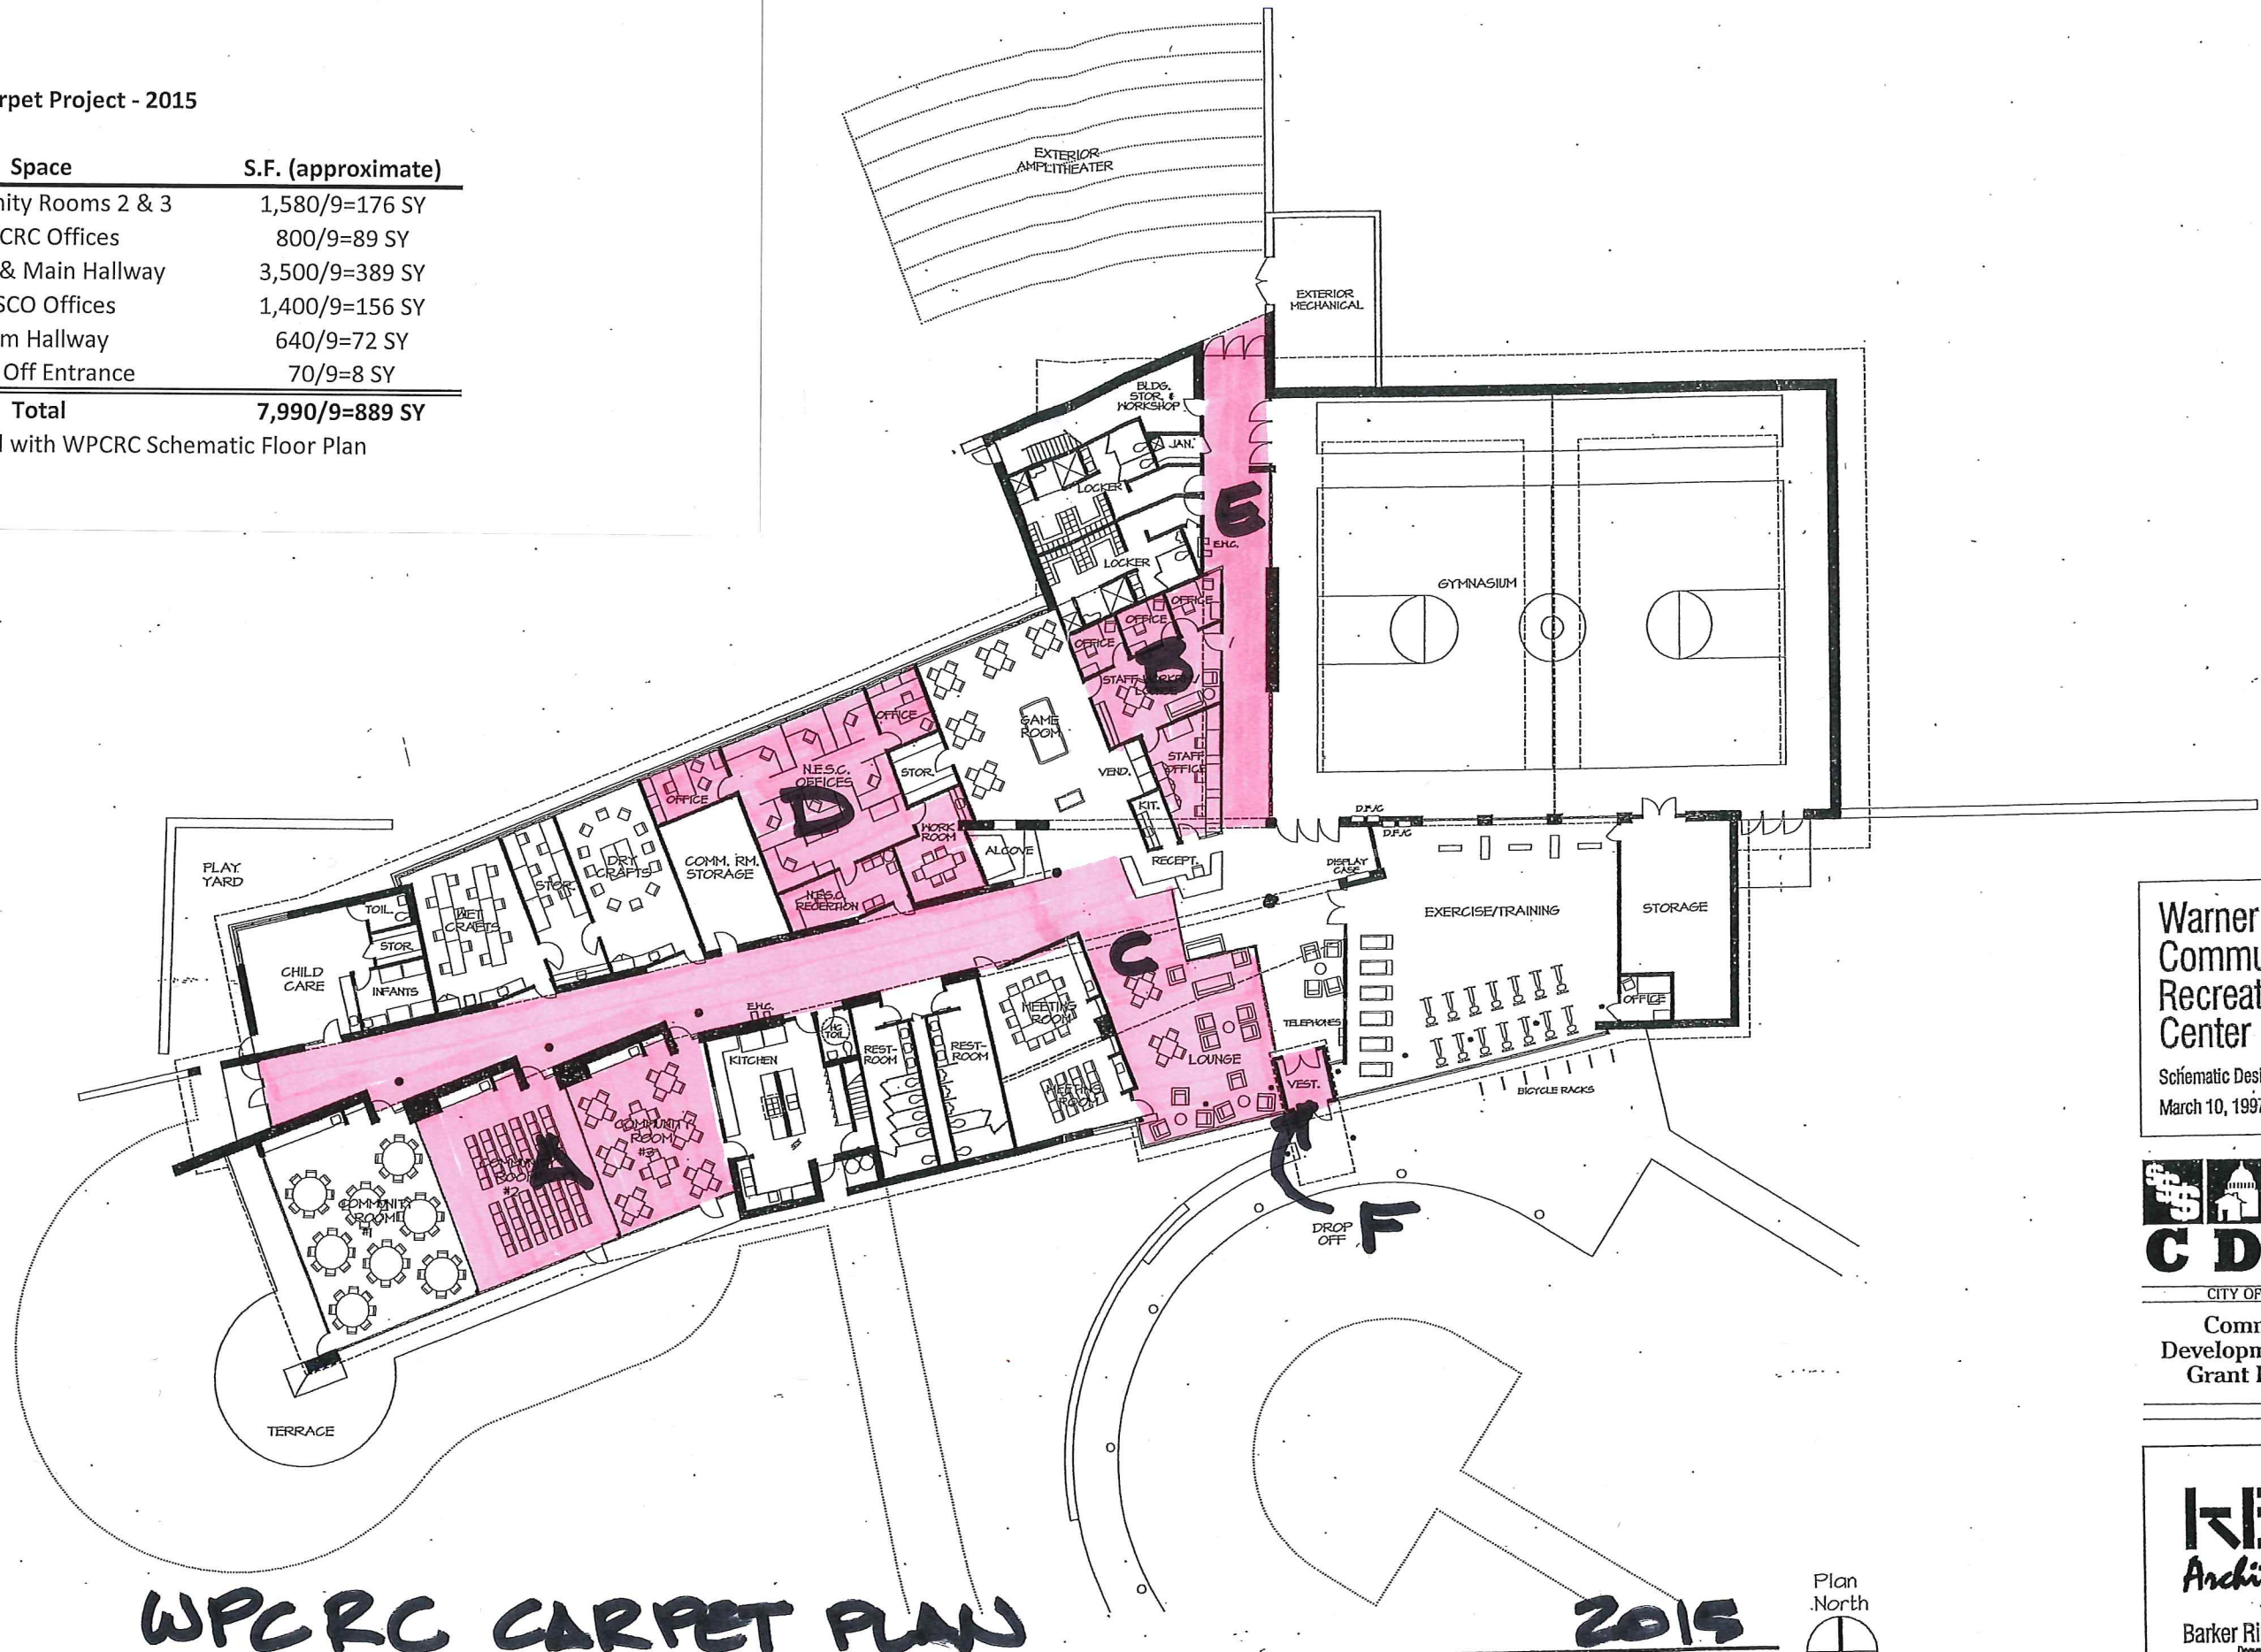 rpet Project - 2015
Space S.F. (approximate)
nity Rooms 2 & 3 1,580/9=176 SY
CRC Offices 800/9=89 SY
& Main Hallway 3,500/9=389 SY
SCO Offices 1,400/9=156 SY
m Hallway 640/9=72 SY
Off Entrance 70/9=8 SY
Total 7,990/9=889 SY
with WPCRC Schematic Floor Plan
EXTERIOR
AMPLITHEATER
EXTERIOR
MECHANICAL
BLDG.
STOR. &
WORKSHOP
JAN.
LOCKER
E
E.H.C.
LOCKER
GYMNASIUM
OFFICE
OFFICE
OFFICE
B
STAFF
OFFICE
GAME
ROOM
VEND.
KIT.
OFFICE
N.E.S.C.
OFFICES
STOR.
D
OFFICE
WORK
ROOM
ALCOVE
RECEPT.
D.F./C
D.F./C
DISPLAY
CASE
PLAY
YARD
DRY
CRAFTS
COMM. RM.
STORAGE
STOR.
N.E.S.C.
RECEPTION
WET
CRAFTS
TOIL.
STOR.
INFANTS
CHILD
CARE
EXERCISE/TRAINING
STORAGE
OFFICE
C
MEETING
ROOM
LOUNGE
TELEPHONES
VEST.
BICYCLE RACKS
E.H.C.
KITCHEN
H.C.
TOIL.
REST-
ROOM
REST-
ROOM
MEETING
ROOM
COMMUNITY
ROOM
#3
A
COMMUNITY
ROOM
#2
COMMUNITY
ROOM
#1
DROP
OFF
F
TERRACE
Warner
Commu
Recreat
Center
Schematic Desi
March 10, 1997
$$$
C D
CITY OF
Comm
Developm
Grant
Archi
Barker R
Plan
North
WPCRC CARPET PLAN
2015